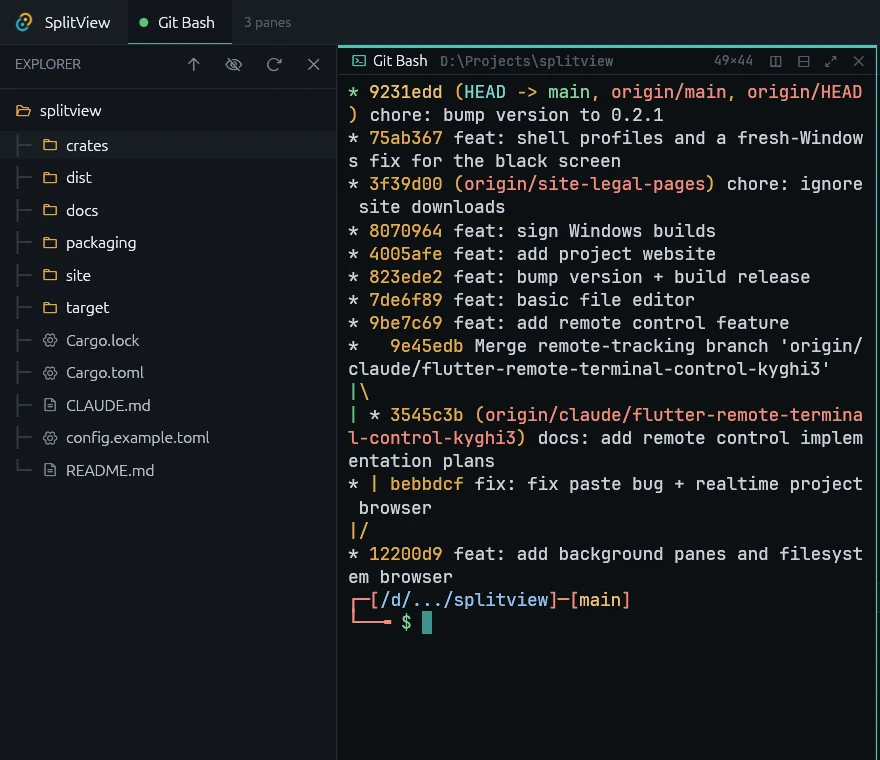 SplitView
Git Bash
3 panes
EXPLORER
splitview
crates
dist
docs
packaging
site
target
Cargo.lock
Cargo.toml
CLAUDE.md
config.example.toml
README.md
Git Bash D:\Projects\splitview 49×44
* 9231edd (HEAD -> main, origin/main, origin/HEAD
) chore: bump version to 0.2.1
* 75ab367 feat: shell profiles and a fresh-Window
s fix for the black screen
* 3f39d00 (origin/site-legal-pages) chore: ignore
 site downloads
* 8070964 feat: sign Windows builds
* 4005afe feat: add project website
* 823ede2 feat: bump version + build release
* 7de6f89 feat: basic file editor
* 9be7c69 feat: add remote control feature
*   9e45edb Merge remote-tracking branch 'origin/
claude/flutter-remote-terminal-control-kyghi3'
|\
| * 3545c3b (origin/claude/flutter-remote-termina
l-control-kyghi3) docs: add remote control implem
entation plans
* | bebbdcf fix: fix paste bug + realtime project
 browser
|/
* 12200d9 feat: add background panes and filesyst
em browser
┌─[/d/.../splitview]─[main]
└──╼ $